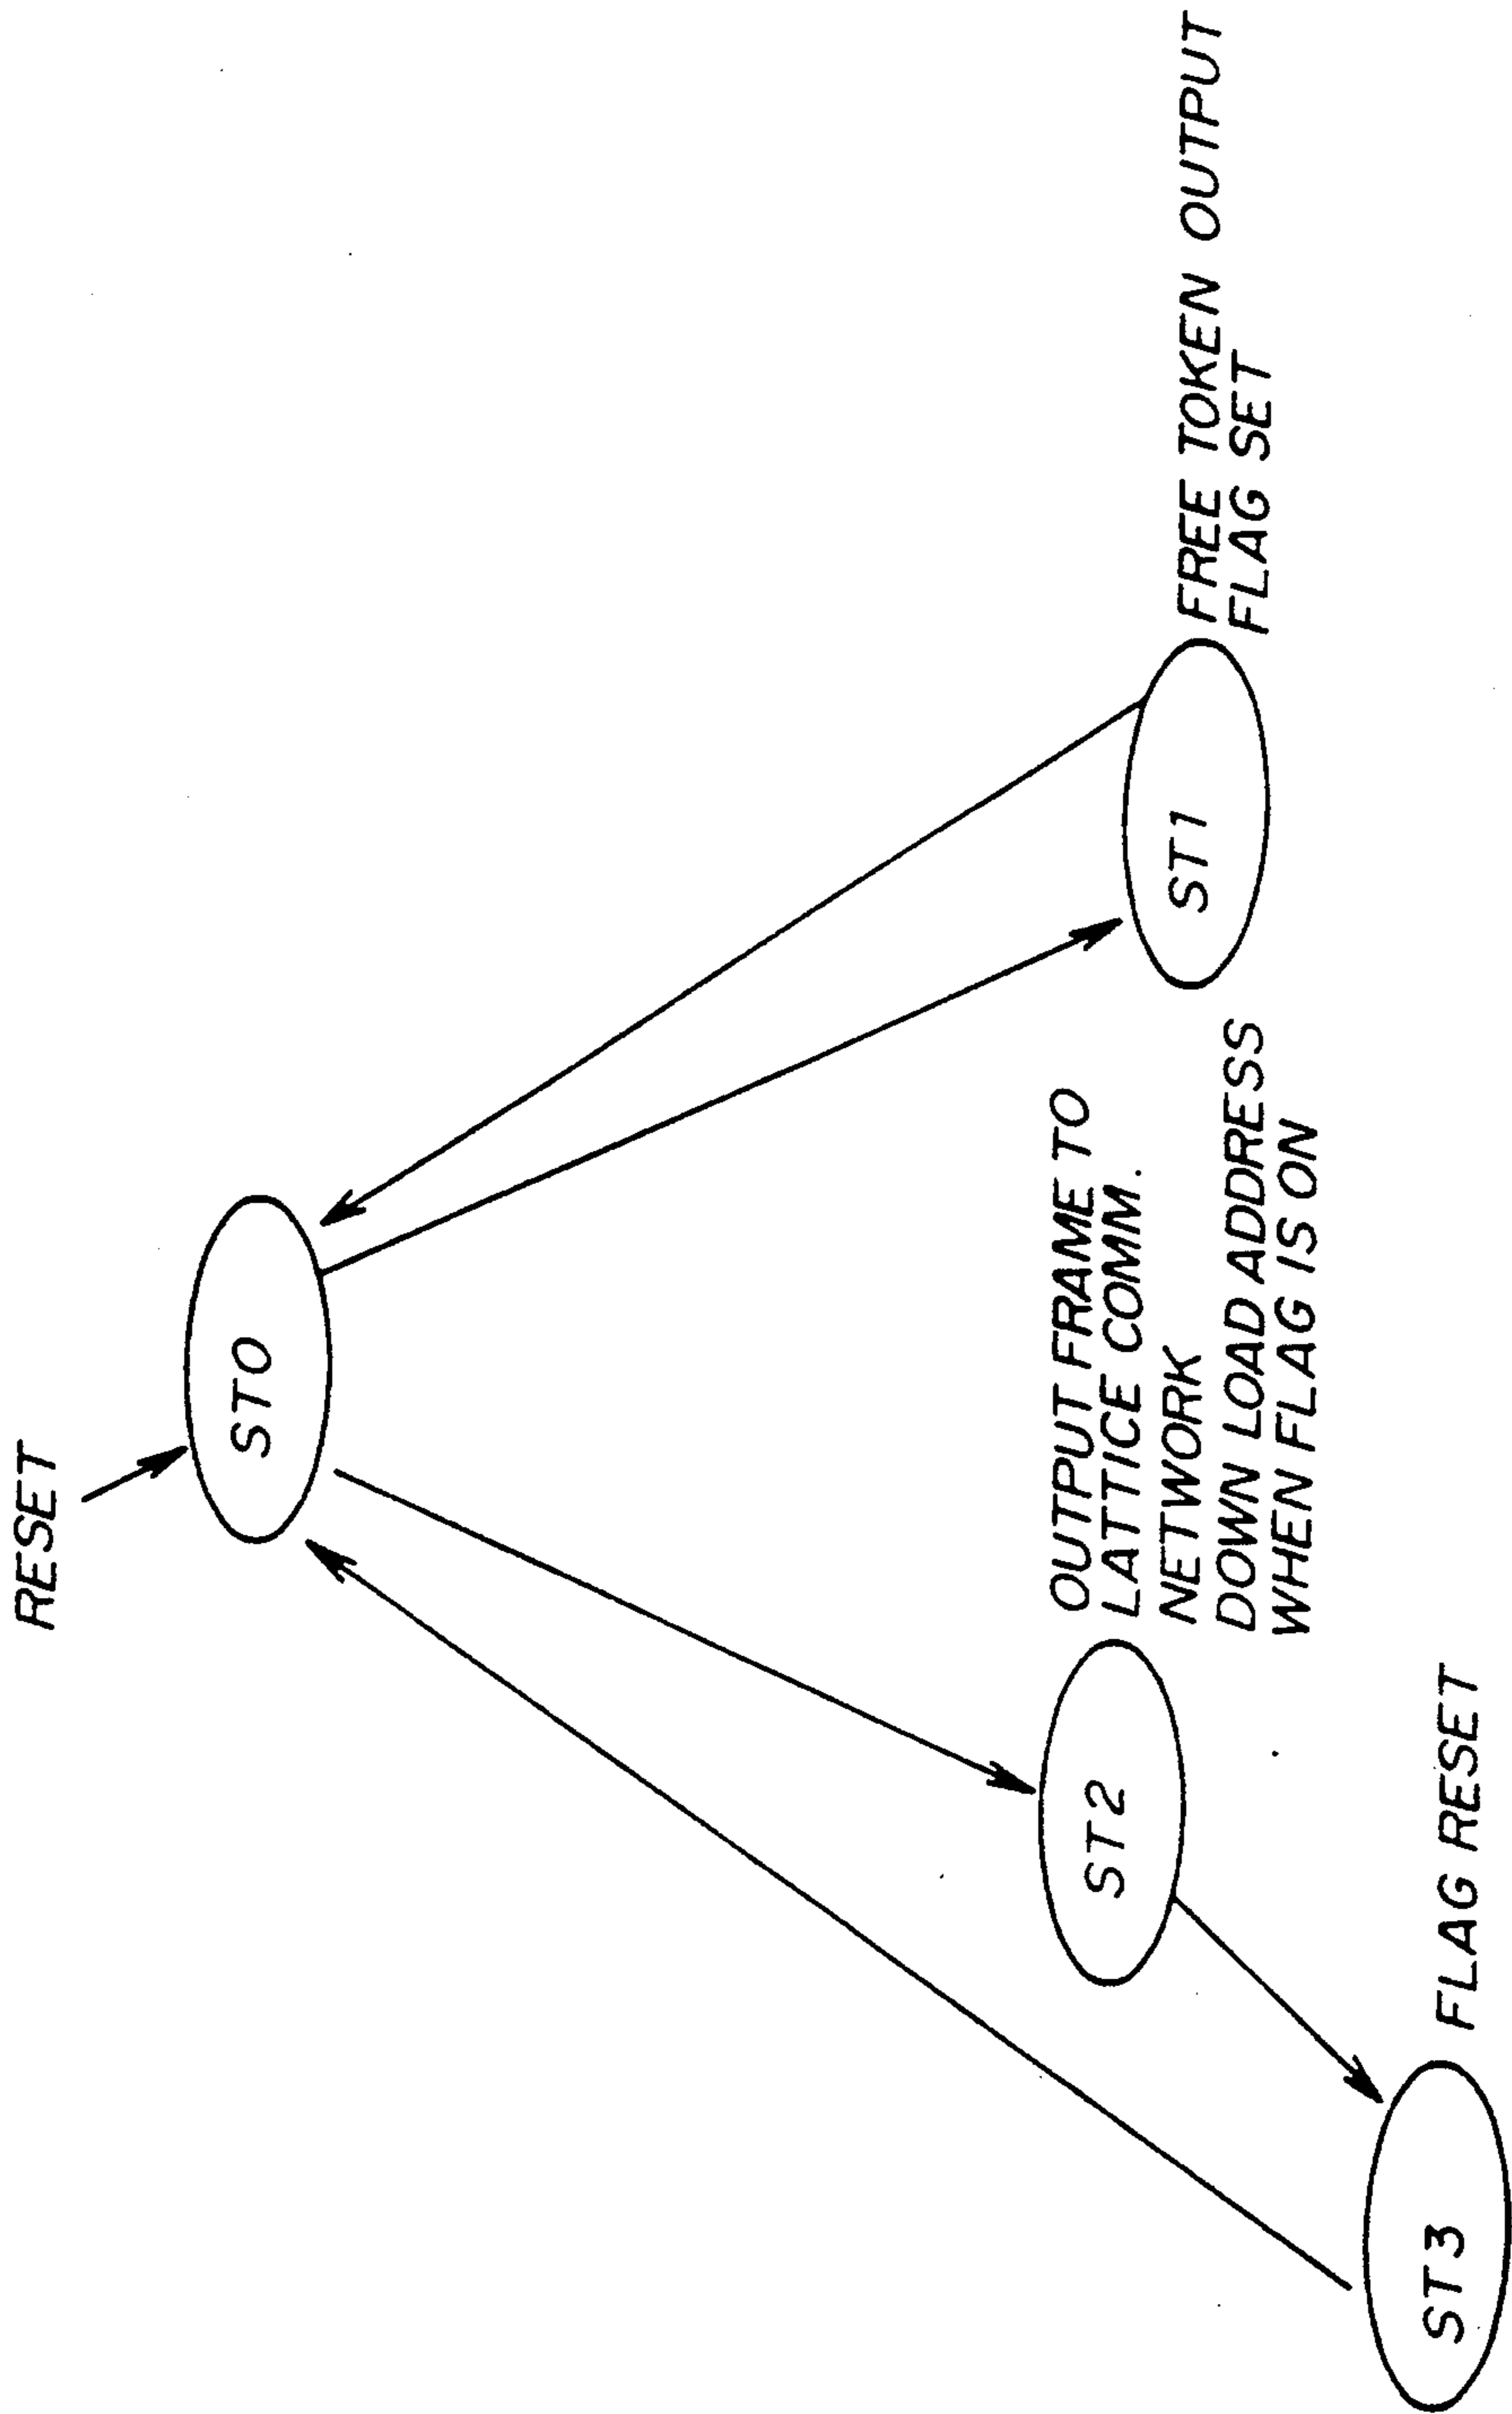 RESET
ST0
ST1
FREE TOKEN OUTPUT
FLAG SET
ST2
OUTPUT FRAME TO
LATTICE COMM.
NETWORK
DOWN LOAD ADDRESS
WHEN FLAG IS ON
ST3
FLAG RESET